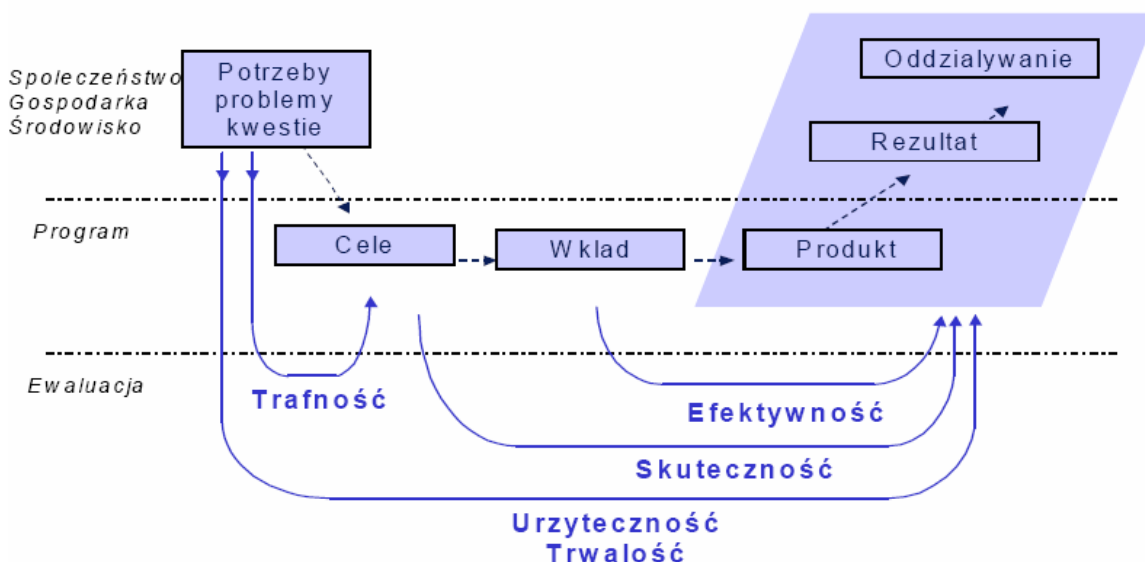 Społeczeństwo
Gospodarka
Środowisko
Potrzeby
problemy
kwestie
Oddzialywanie
Rezultat
Program
Cele
Wklad
Produkt
Ewaluacja
Trafność
Efektywność
Skuteczność
Urzyteczność
Trwalość